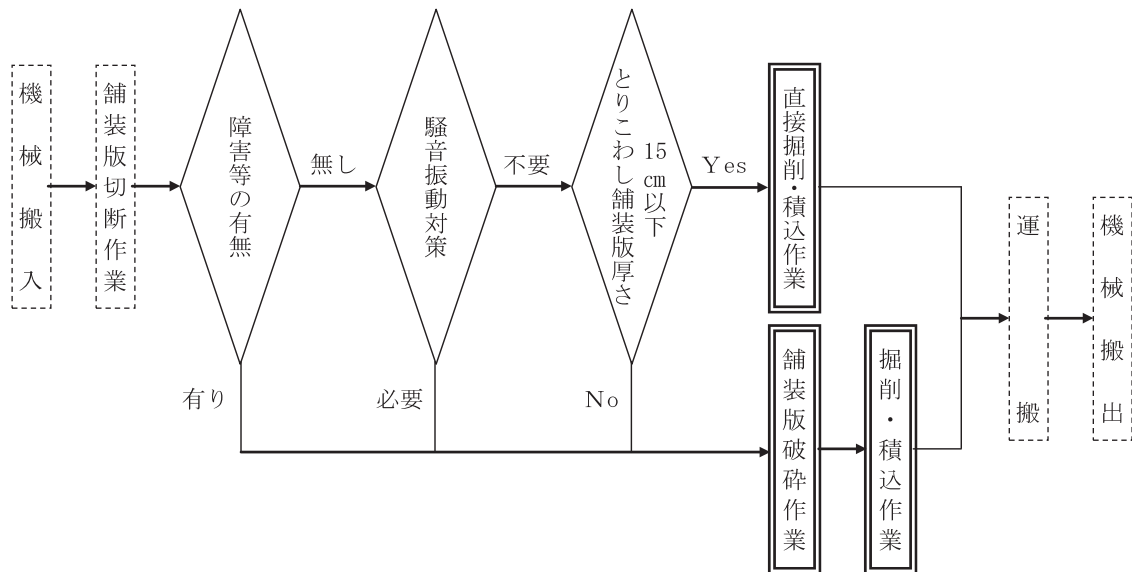 機械搬入
舗装版切断作業
障害等の有無
無し
有り
騒音振動対策
不要
必要
とりこわし舗装版厚さ
15cm以下
Yes
No
直接掘削・積込作業
舗装版破砕作業
掘削・積込作業
運搬
機械搬出